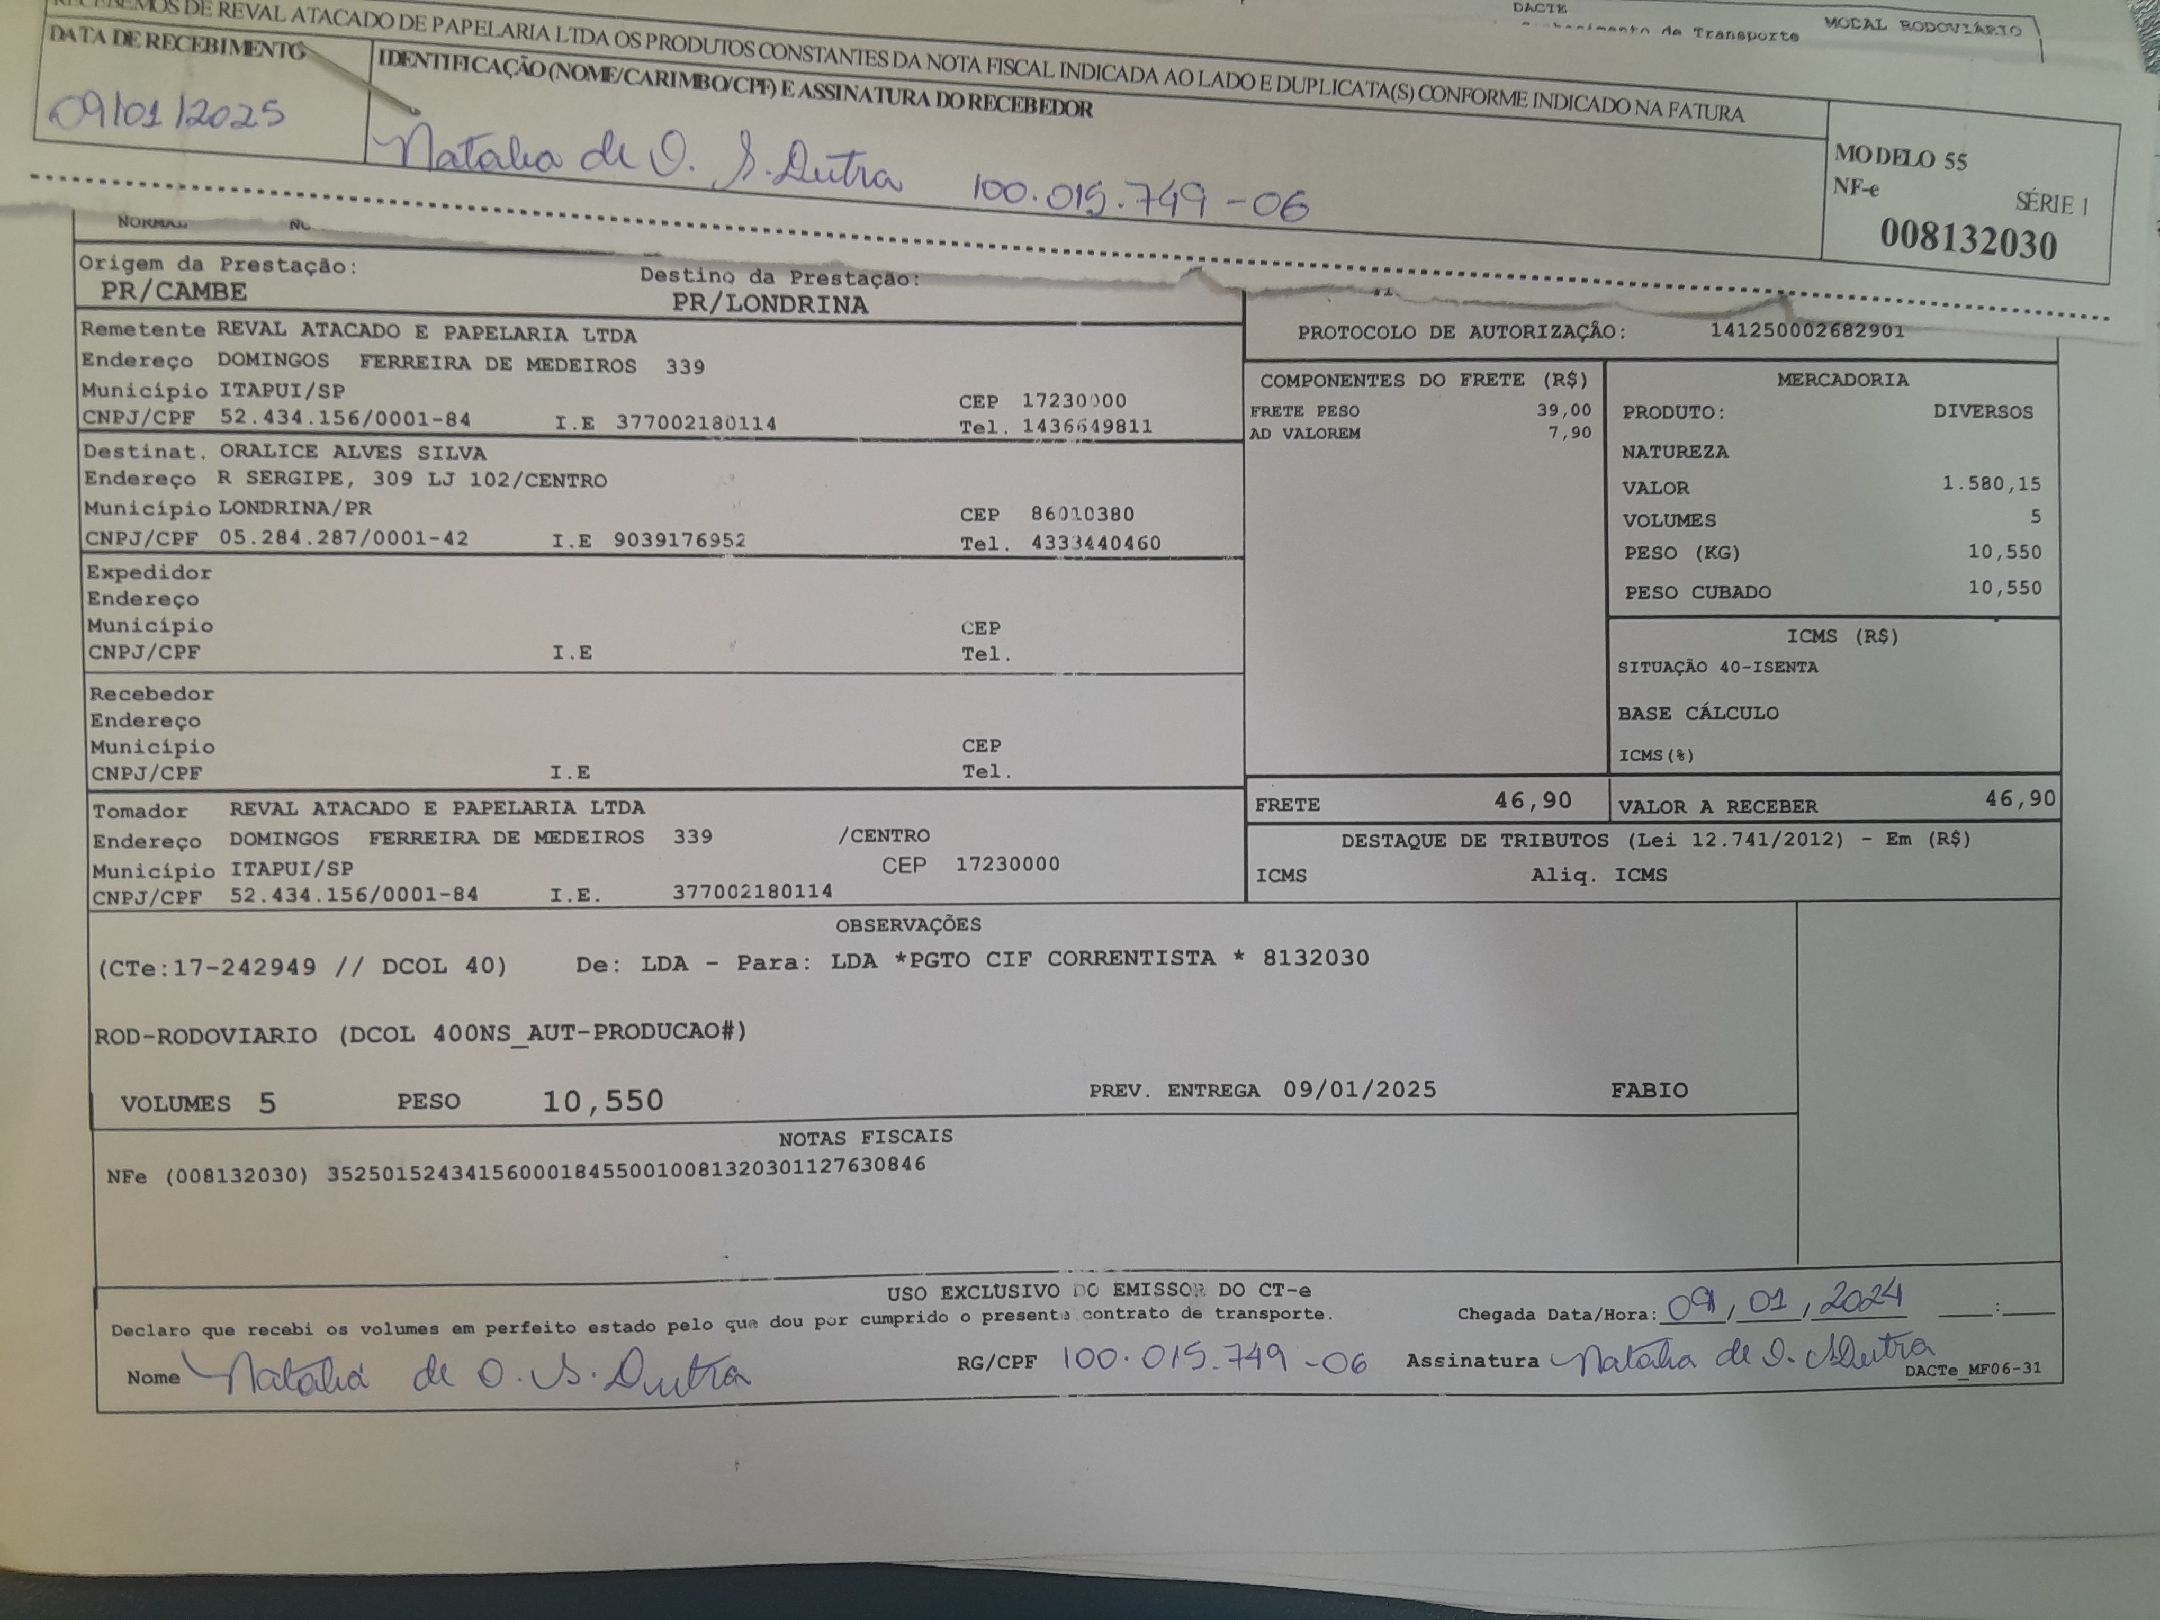 DE REVAL ATACADO DE PAPELARIA LTDA OS PRODUTOS CONSTANTES DA NOTA FISCAL INDICADA AO LADO E DUPLICATA(S) CONFORME INDICADO NA FATURA
DACTE
de Transporte MODAL RODOVIÁRIO
DATA DE RECEBIMENTO IDENTIFICAÇÃO (NOME/CARIMBO/CPF) E ASSINATURA DO RECEBEDOR
09/01/2025 Natalia de O. S. Dutra 100.015.749-06
MODELO 55
NF-e SÉRIE 1
008132030
NORMAL
Origem da Prestação: Destino da Prestação:
PR/CAMBE PR/LONDRINA
Remetente REVAL ATACADO E PAPELARIA LTDA
Endereço DOMINGOS FERREIRA DE MEDEIROS 339
Município ITAPUI/SP CEP 17230000
CNPJ/CPF 52.434.156/0001-84 I.E 377002180114 Tel. 1436649811
Destinat. ORALICE ALVES SILVA
Endereço R SERGIPE, 309 LJ 102/CENTRO
Município LONDRINA/PR CEP 86010380
CNPJ/CPF 05.284.287/0001-42 I.E 9039176952 Tel. 4333440460
Expedidor
Endereço
Município CEP
CNPJ/CPF I.E Tel.
Recebedor
Endereço
Município CEP
CNPJ/CPF I.E Tel.
Tomador REVAL ATACADO E PAPELARIA LTDA
Endereço DOMINGOS FERREIRA DE MEDEIROS 339 /CENTRO
Município ITAPUI/SP CEP 17230000
CNPJ/CPF 52.434.156/0001-84 I.E. 377002180114
PROTOCOLO DE AUTORIZAÇÃO: 141250002682901
COMPONENTES DO FRETE (R$)
FRETE PESO 39,00
AD VALOREM 7,90
MERCADORIA
PRODUTO: DIVERSOS
NATUREZA
VALOR 1.580,15
VOLUMES 5
PESO (KG) 10,550
PESO CUBADO 10,550
ICMS (R$)
SITUAÇÃO 40-ISENTA
BASE CÁLCULO
ICMS(%)
FRETE 46,90 VALOR A RECEBER 46,90
DESTAQUE DE TRIBUTOS (Lei 12.741/2012) - Em (R$)
ICMS Aliq. ICMS
OBSERVAÇÕES
(CTe:17-242949 // DCOL 40) De: LDA - Para: LDA *PGTO CIF CORRENTISTA * 8132030
ROD-RODOVIARIO (DCOL 400NS_AUT-PRODUCAO#)
VOLUMES 5 PESO 10,550 PREV. ENTREGA 09/01/2025 FABIO
NOTAS FISCAIS
NFe (008132030) 35250152434156000184550010081320301127630846
USO EXCLUSIVO DO EMISSOR DO CT-e
Declaro que recebi os volumes em perfeito estado pelo que dou por cumprido o presente contrato de transporte. Chegada Data/Hora: 09/01/2024 __:__
Nome Natalia de O. S. Dutra RG/CPF 100.015.749-06 Assinatura Natalia de O. S. Dutra
DACTe_MF06-31